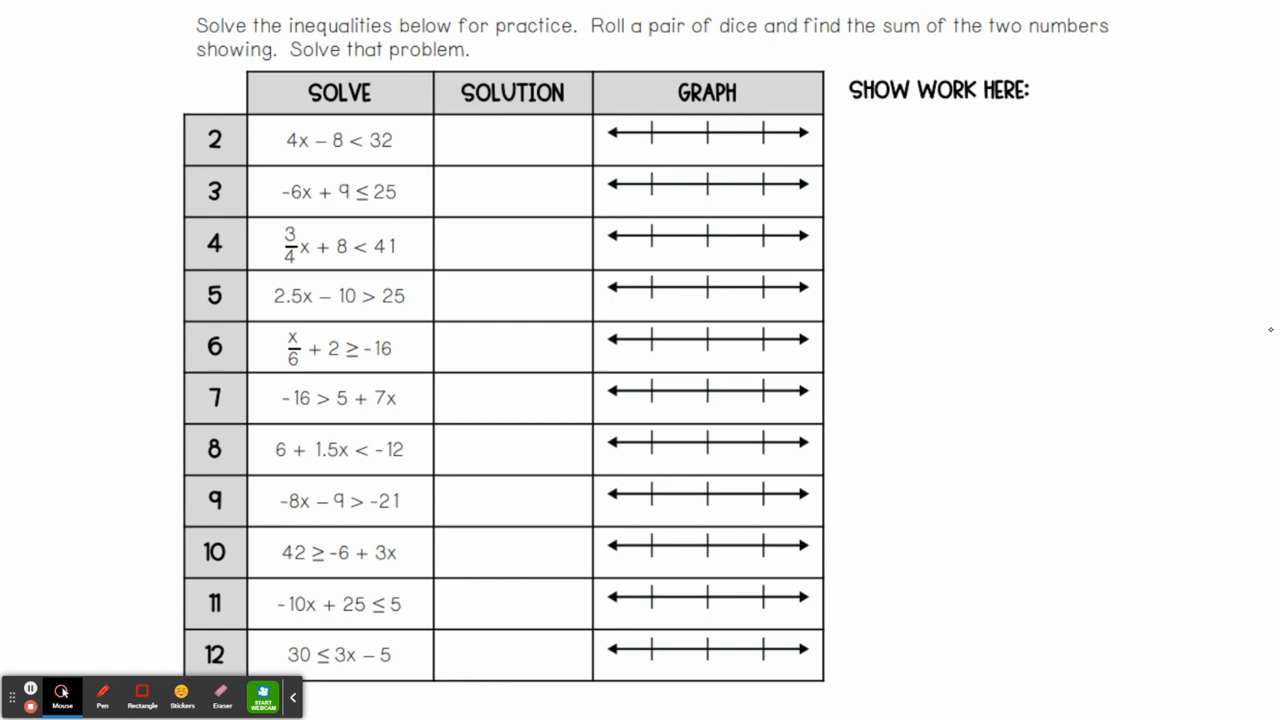 Solve the inequalities below for practice. Roll a pair of dice and find the sum of the two numbers
showing. Solve that problem.
SOLVE SOLUTION GRAPH SHOW WORK HERE:
2 4x – 8 < 32
3 -6x + 9 ≤ 25
4 3/4x + 8 < 41
5 2.5x – 10 > 25
6 x/6 + 2 ≥ -16
7 -16 > 5 + 7x
8 6 + 1.5x < -12
9 -8x – 9 > -21
10 42 ≥ -6 + 3x
11 -10x + 25 ≤ 5
12 30 ≤ 3x – 5
Mouse Pen Rectangle Stickers Eraser START WEBCAM